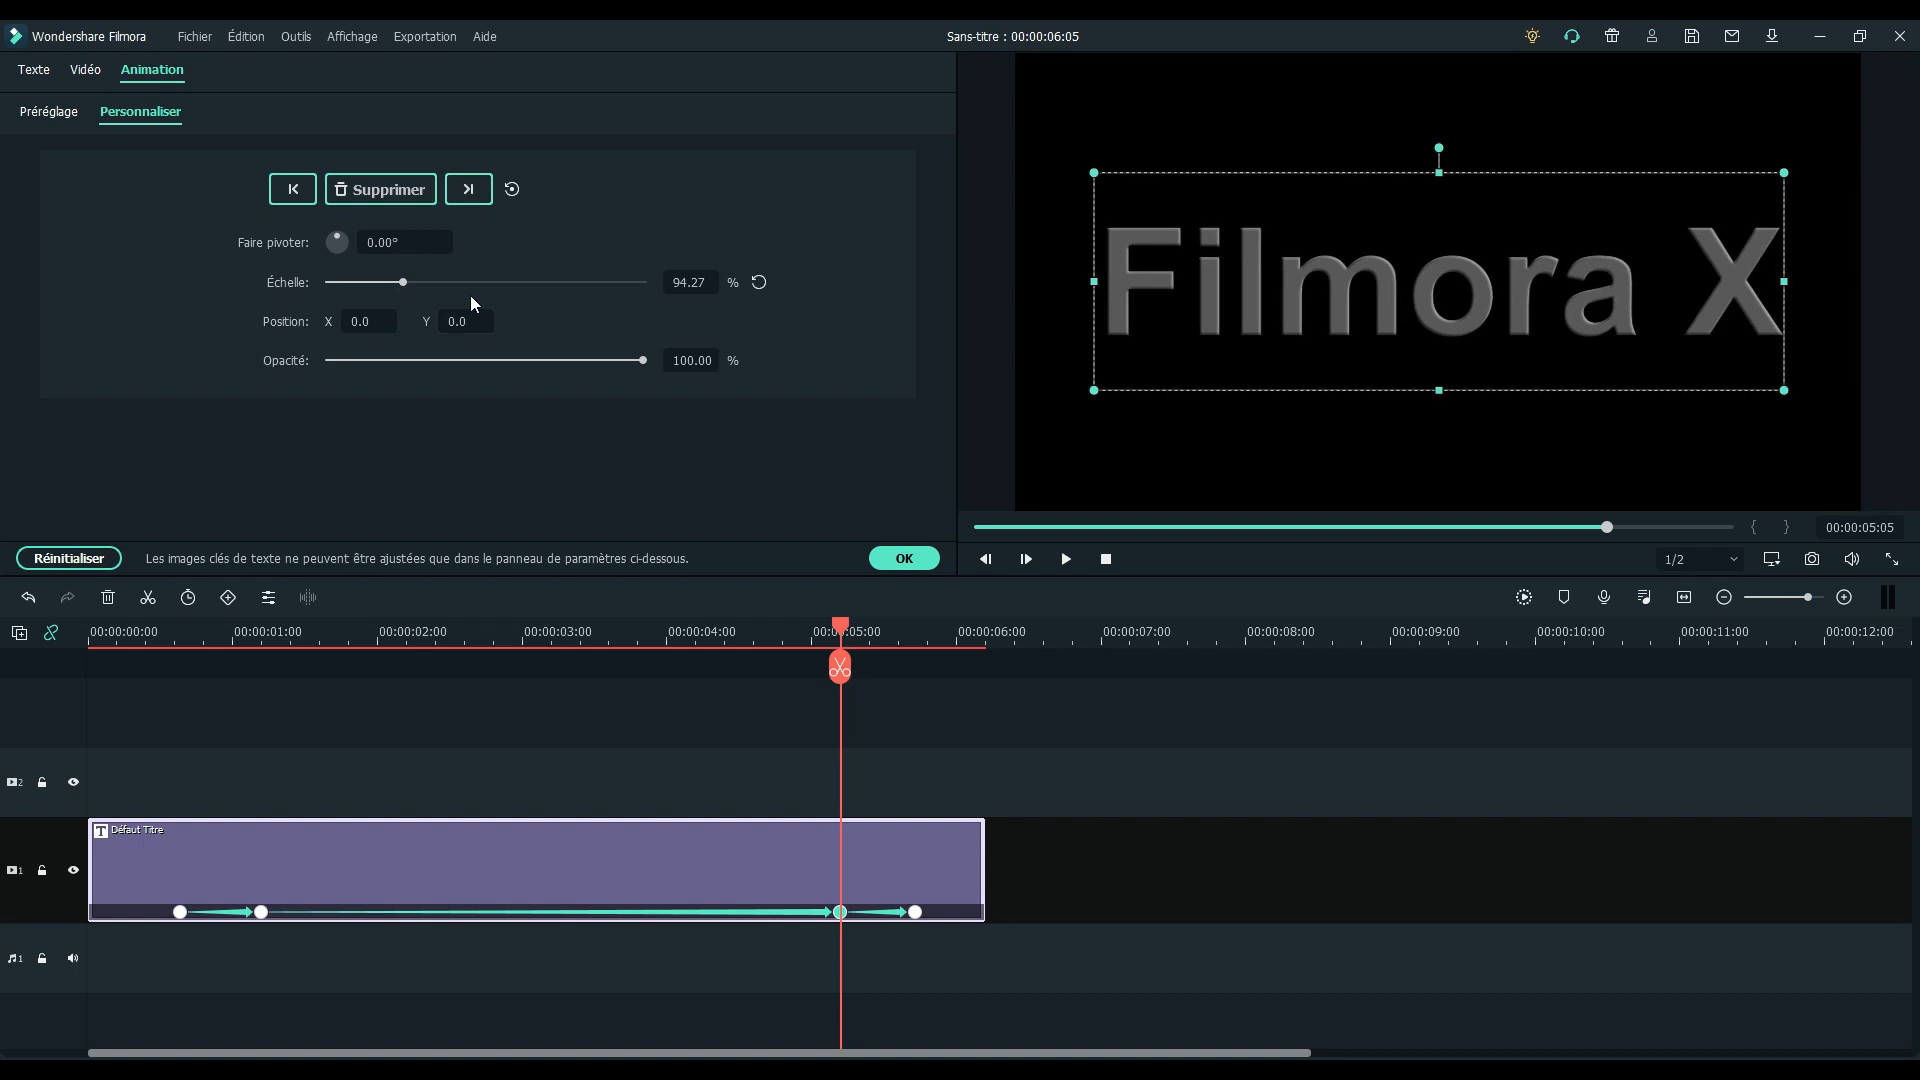 Wondershare Filmora Fichier Édition Outils Affichage Exportation Aide Sans-titre : 00:00:06:05
Texte Vidéo Animation
Préréglage Personnaliser
Supprimer
Faire pivoter: 0.00°
Échelle: 94.27 %
Position: X 0.0 Y 0.0
Opacité: 100.00 %
Filmora X
{ } 00:00:05:05
Réinitialiser Les images clés de texte ne peuvent être ajustées que dans le panneau de paramètres ci-dessous. OK
1/2
00:00:00:00 00:00:01:00 00:00:02:00 00:00:03:00 00:00:04:00 00:00:05:00 00:00:06:00 00:00:07:00 00:00:08:00 00:00:09:00 00:00:10:00 00:00:11:00 00:00:12:00
2
T Défaut Titre
1
1